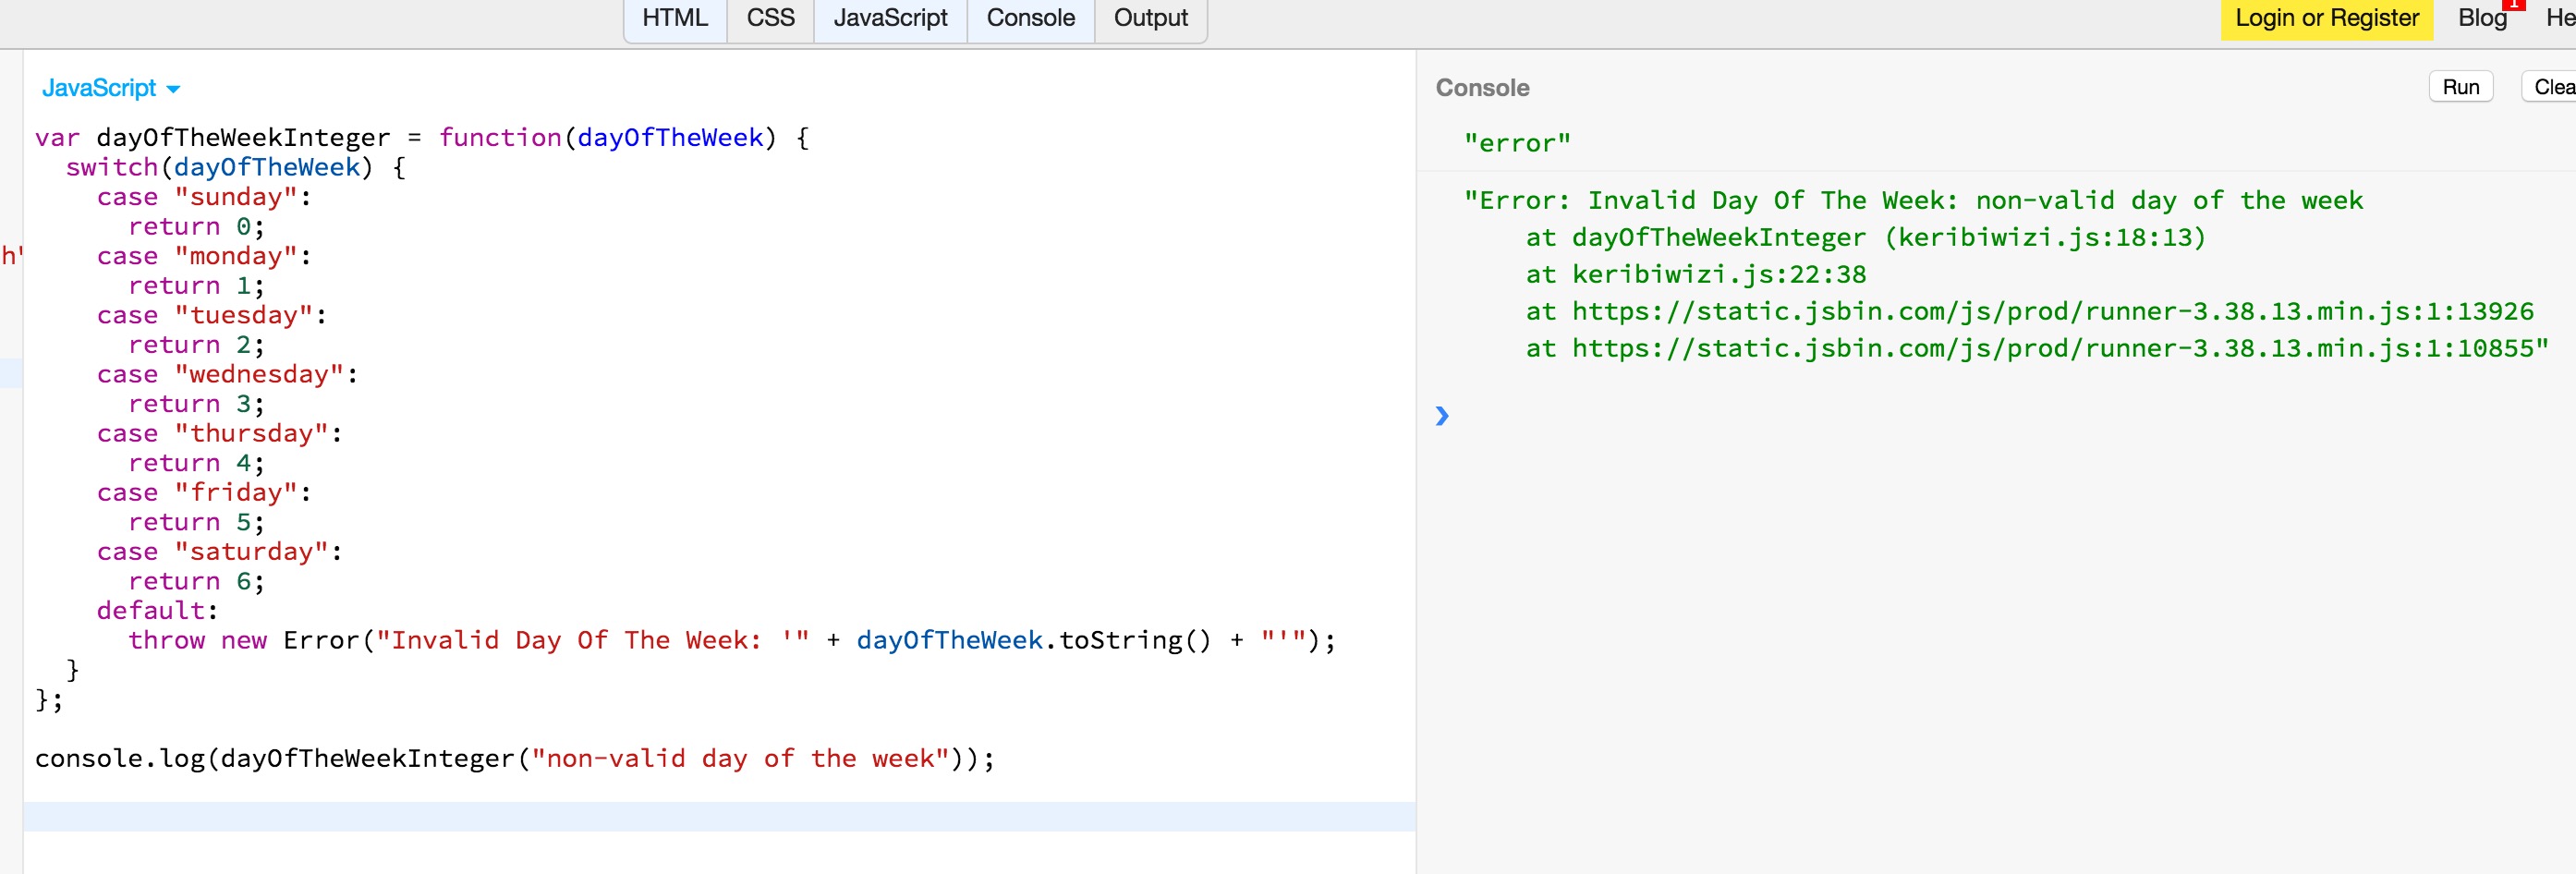 HTML CSS JavaScript Console Output Login or Register Blog 1 He
JavaScript
Console Run Clea
var dayOfTheWeekInteger = function(dayOfTheWeek) {
switch(dayOfTheWeek) {
case "sunday":
return 0;
h'
case "monday":
return 1;
case "tuesday":
return 2;
case "wednesday":
return 3;
case "thursday":
return 4;
case "friday":
return 5;
case "saturday":
return 6;
default:
throw new Error("Invalid Day Of The Week: '" + dayOfTheWeek.toString() + "'");
}
};
console.log(dayOfTheWeekInteger("non-valid day of the week"));
"error"
"Error: Invalid Day Of The Week: non-valid day of the week
at dayOfTheWeekInteger (keribiwizi.js:18:13)
at keribiwizi.js:22:38
at https://static.jsbin.com/js/prod/runner-3.38.13.min.js:1:13926
at https://static.jsbin.com/js/prod/runner-3.38.13.min.js:1:10855"